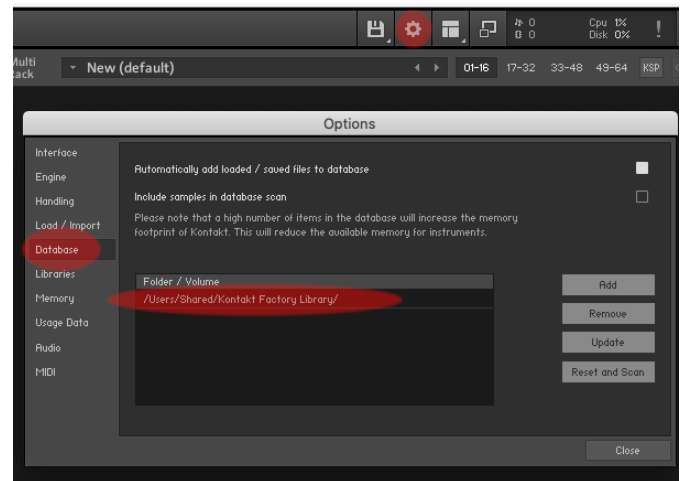 0 Cpu 1%
0 Disk 0% !
Multi
Rack New (default) 01-16 17-32 33-48 49-64 KSP
Options
Interface
Engine
Handling
Load / Import
Database
Libraries
Memory
Usage Data
Audio
MIDI
Automatically add loaded / saved files to database
Include samples in database scan
Please note that a high number of items in the database will increase the memory
footprint of Kontakt. This will reduce the available memory for instruments.
Folder / Volume
/Users/Shared/Kontakt Factory Library/
Add
Remove
Update
Reset and Scan
Close